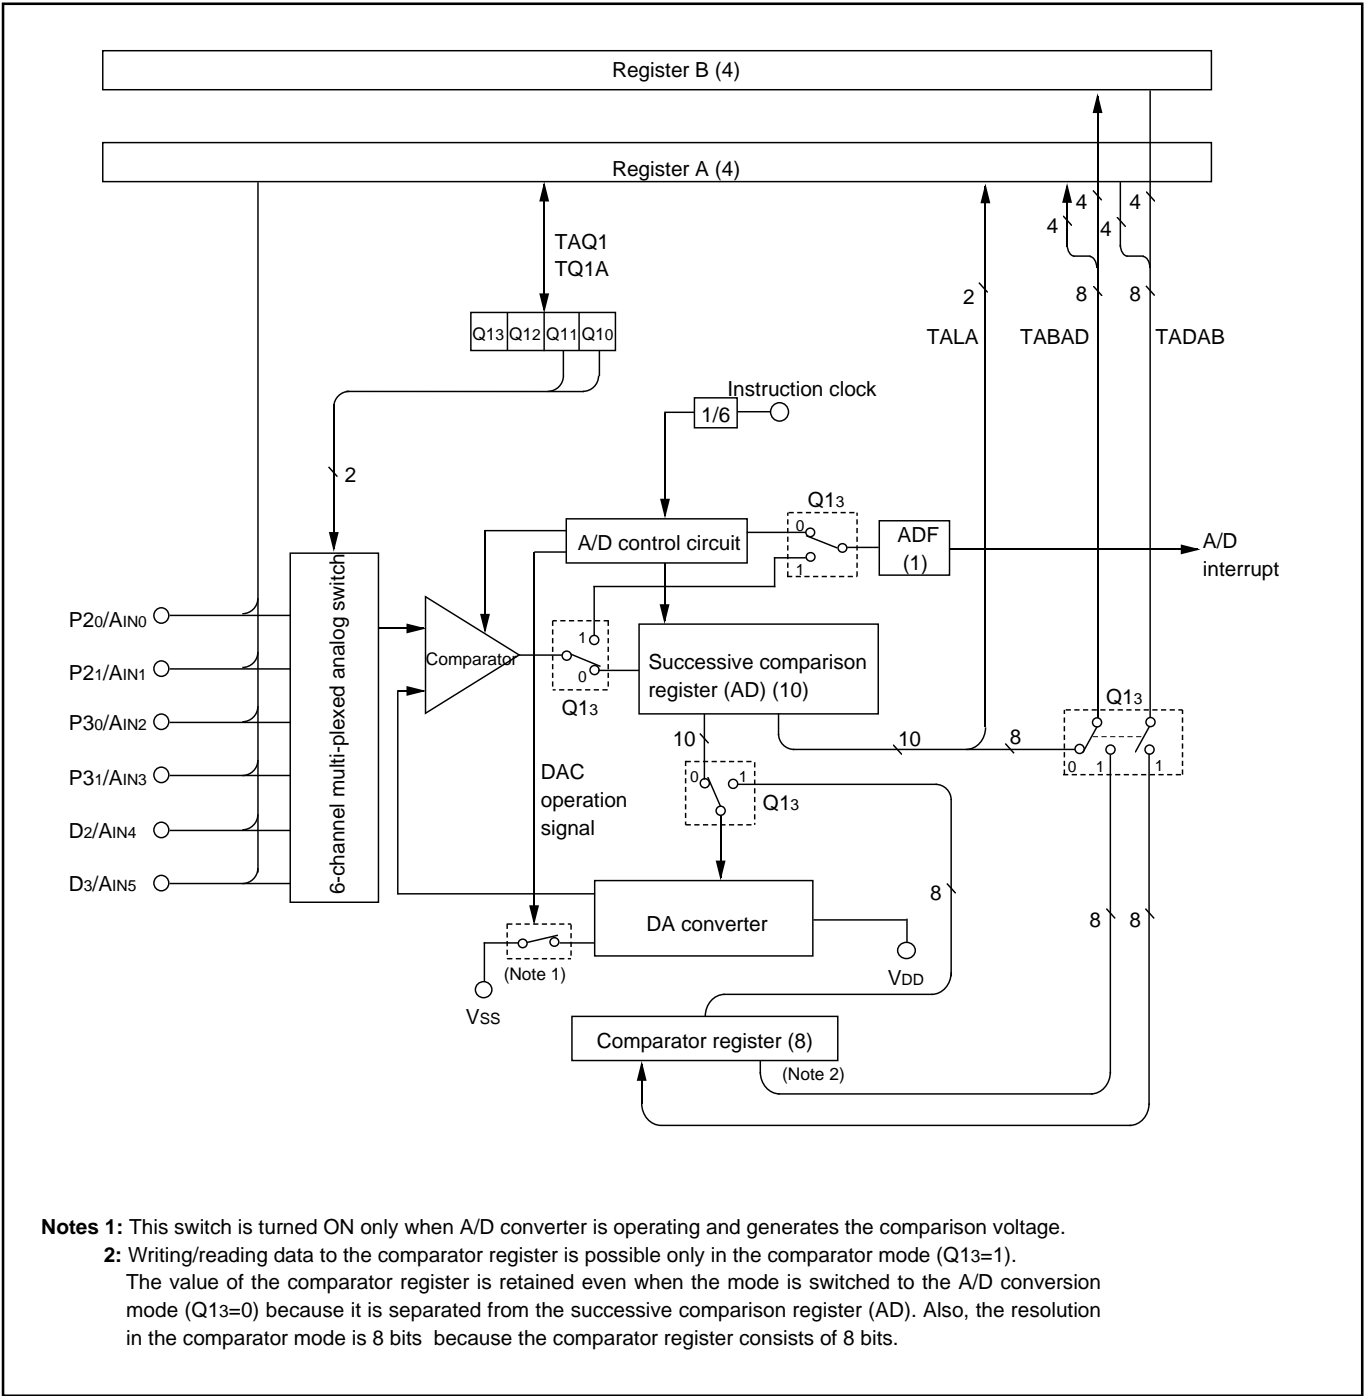 Register B (4)
Register A (4)
4
4
4
4
TAQ1
TQ1A
2
8
8
Q13 Q12 Q11 Q10
TALA
TABAD
TADAB
Instruction clock
1/6
2
Q13
0
1
A/D control circuit
ADF
(1)
A/D
interrupt
6-channel multi-plexed analog switch
P20/AIN0
P21/AIN1
P30/AIN2
P31/AIN3
D2/AIN4
D3/AIN5
Comparator
1
0
Q13
Successive comparison
register (AD) (10)
Q13
0
1
1
10
10
8
DAC
operation
signal
0
1
Q13
8
8
8
DA converter
(Note 1)
VSS
VDD
Comparator register (8)
(Note 2)
Notes 1: This switch is turned ON only when A/D converter is operating and generates the comparison voltage.
2: Writing/reading data to the comparator register is possible only in the comparator mode (Q13=1).
The value of the comparator register is retained even when the mode is switched to the A/D conversion
mode (Q13=0) because it is separated from the successive comparison register (AD). Also, the resolution
in the comparator mode is 8 bits because the comparator register consists of 8 bits.